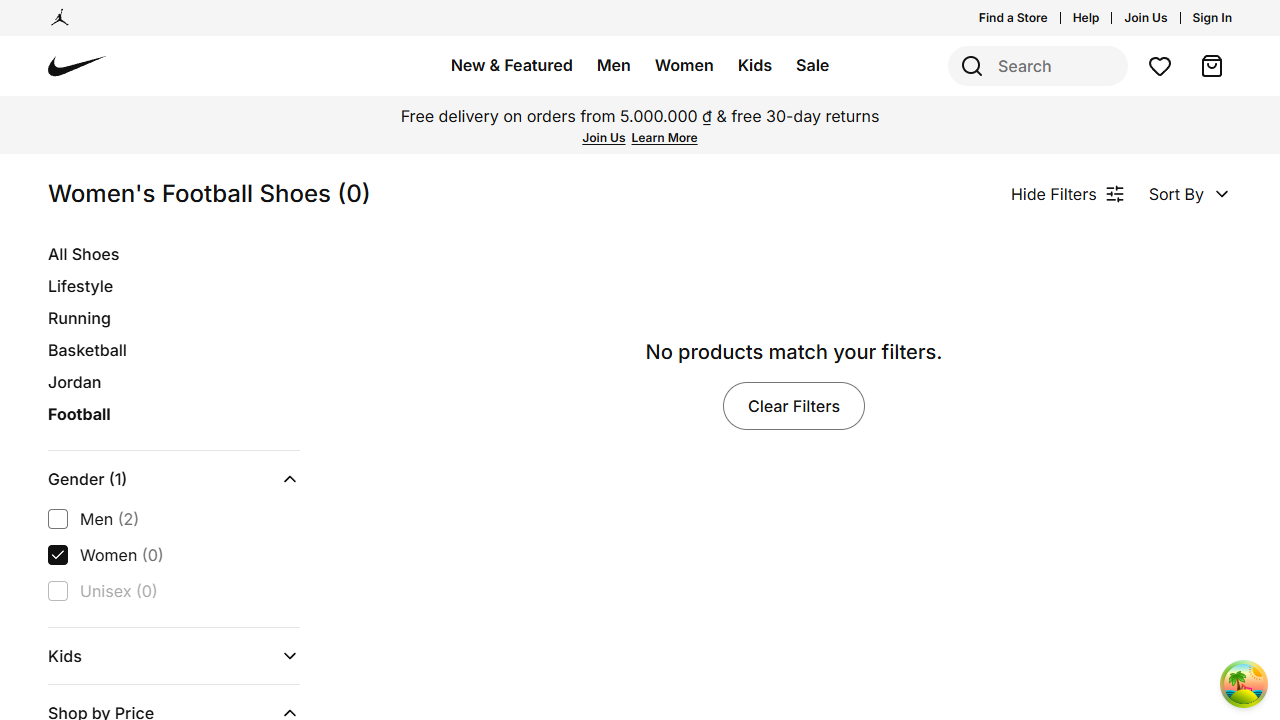 Find a Store | Help | Join Us | Sign In
New & Featured Men Women Kids Sale Search
Free delivery on orders from 5.000.000 ₫ & free 30-day returns
Join Us Learn More
Women's Football Shoes (0)
Hide Filters Sort By
All Shoes
Lifestyle
Running
Basketball
Jordan
Football
No products match your filters.
Clear Filters
Gender (1)
Men (2)
Women (0)
Unisex (0)
Kids
Shop by Price